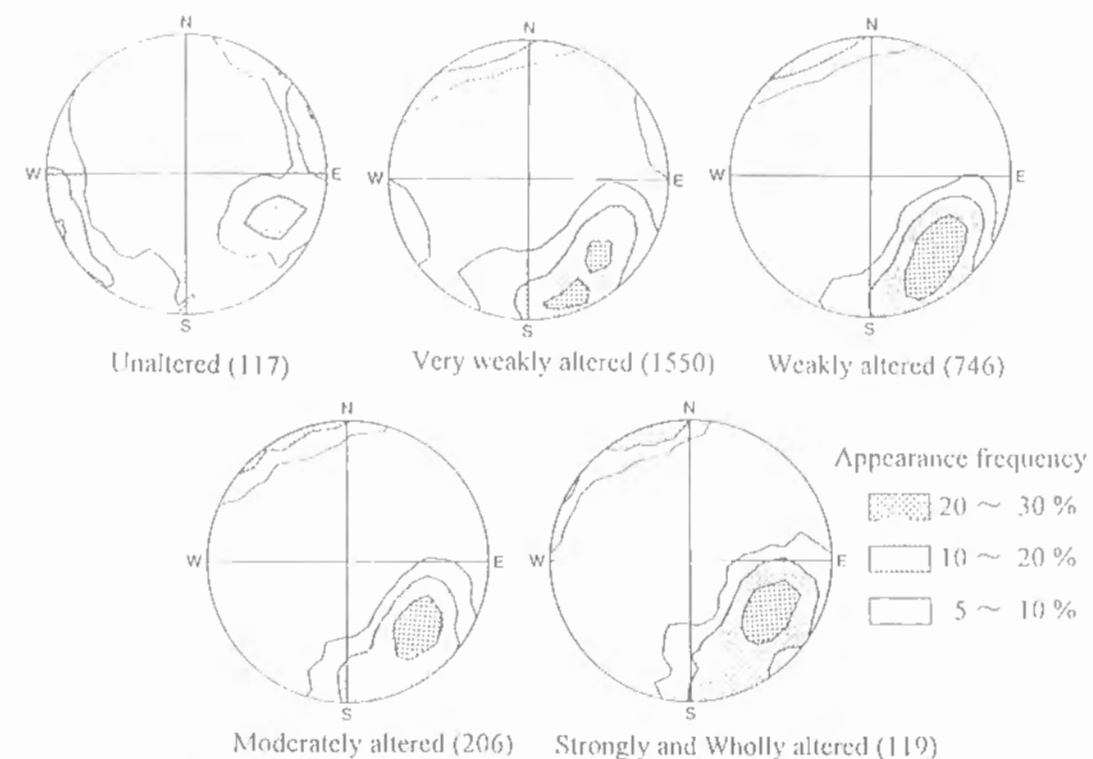 N
W E
S
Unaltered (117)
N
W E
S
Very weakly altered (1550)
N
W E
S
Weakly altered (746)
N
W E
S
Moderately altered (206)
N
W E
S
Strongly and Wholly altered (119)
Appearance frequency
20 ~ 30 %
10 ~ 20 %
5 ~ 10 %